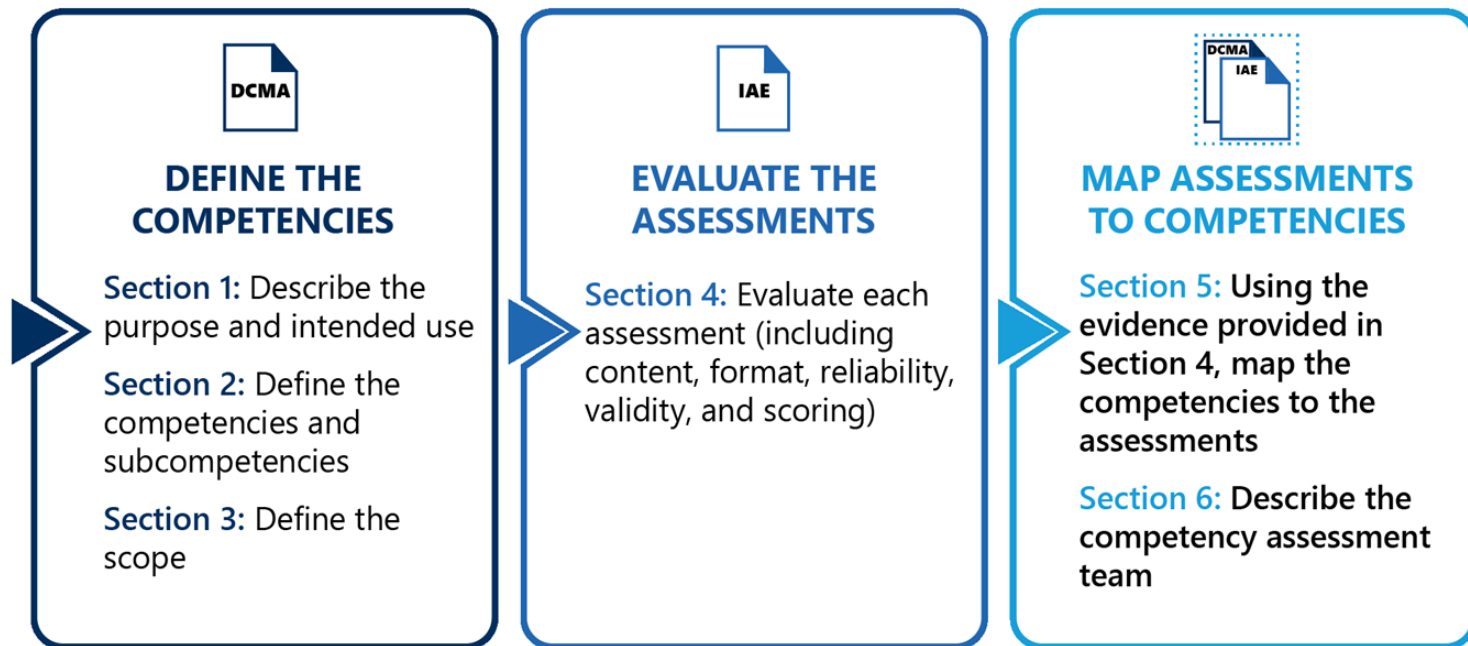 DCMA
DEFINE THE
COMPETENCIES
Section 1: Describe the
purpose and intended use
Section 2: Define the
competencies and
subcompetencies
Section 3: Define the
scope
IAE
EVALUATE THE
ASSESSMENTS
Section 4: Evaluate each
assessment (including
content, format, reliability,
validity, and scoring)
DCMA
IAE
MAP ASSESSMENTS
TO COMPETENCIES
Section 5: Using the
evidence provided in
Section 4, map the
competencies to the
assessments
Section 6: Describe the
competency assessment
team